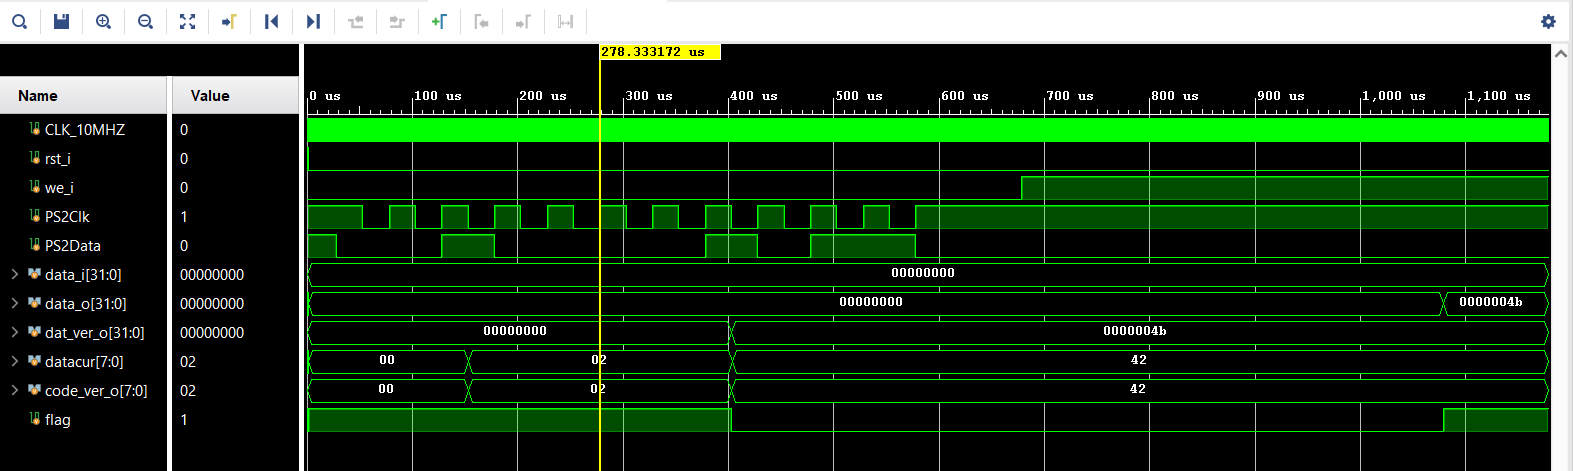 278.333172 us
Name Value
0 us 100 us 200 us 300 us 400 us 500 us 600 us 700 us 800 us 900 us 1,000 us 1,100 us
CLK_10MHZ 0
rst_i 0
we_i 0
PS2Clk 1
PS2Data 0
data_i[31:0] 00000000 00000000
data_o[31:0] 00000000 00000000 0000004b
dat_ver_o[31:0] 00000000 00000000 0000004b
datacur[7:0] 02 00 02 42
code_ver_o[7:0] 02 00 02 42
flag 1